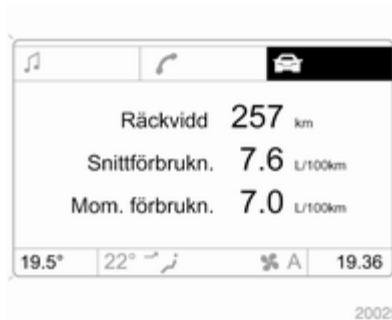 Räckvidd 257 km
Snittförbrukn. 7.6 L/100km
Mom. förbrukn. 7.0 L/100km
19.5° 22° A 19.36
2002